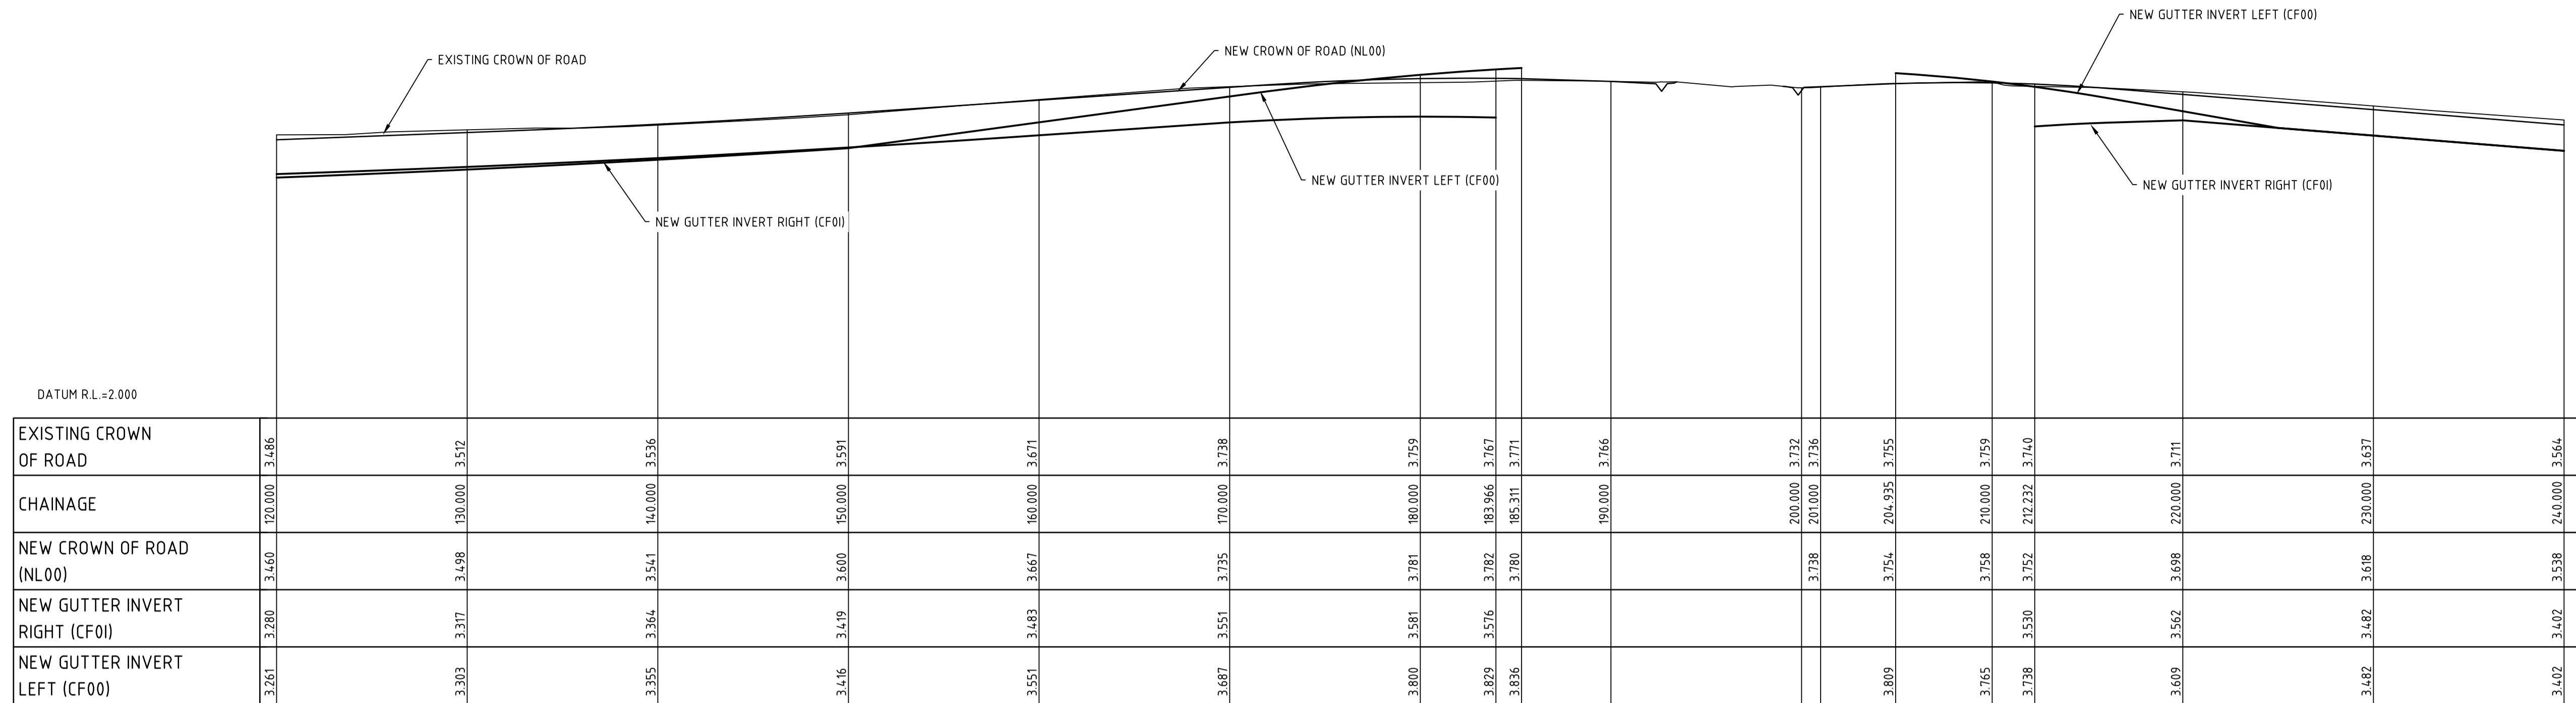 NEW GUTTER INVERT LEFT (CF00)
EXISTING CROWN OF ROAD
NEW CROWN OF ROAD (NL00)
NEW GUTTER INVERT LEFT (CF00)
NEW GUTTER INVERT RIGHT (CF01)
NEW GUTTER INVERT RIGHT (CF01)
DATUM R.L.=2.000
EXISTING CROWN
OF ROAD
3.486 3.512 3.536 3.591 3.671 3.738 3.759 3.767 3.771 3.766 3.732 3.736 3.755 3.759 3.740 3.711 3.637 3.564
CHAINAGE
120.000 130.000 140.000 150.000 160.000 170.000 180.000 183.966 185.311 190.000 200.000 201.000 204.935 210.000 212.232 220.000 230.000 240.000
NEW CROWN OF ROAD
(NL00)
3.460 3.498 3.541 3.600 3.667 3.735 3.781 3.782 3.780 3.738 3.754 3.758 3.752 3.698 3.618 3.538
NEW GUTTER INVERT
RIGHT (CF01)
3.280 3.317 3.364 3.419 3.483 3.551 3.581 3.576 3.530 3.562 3.482 3.402
NEW GUTTER INVERT
LEFT (CF00)
3.261 3.303 3.355 3.416 3.551 3.687 3.800 3.829 3.836 3.809 3.765 3.738 3.609 3.482 3.402